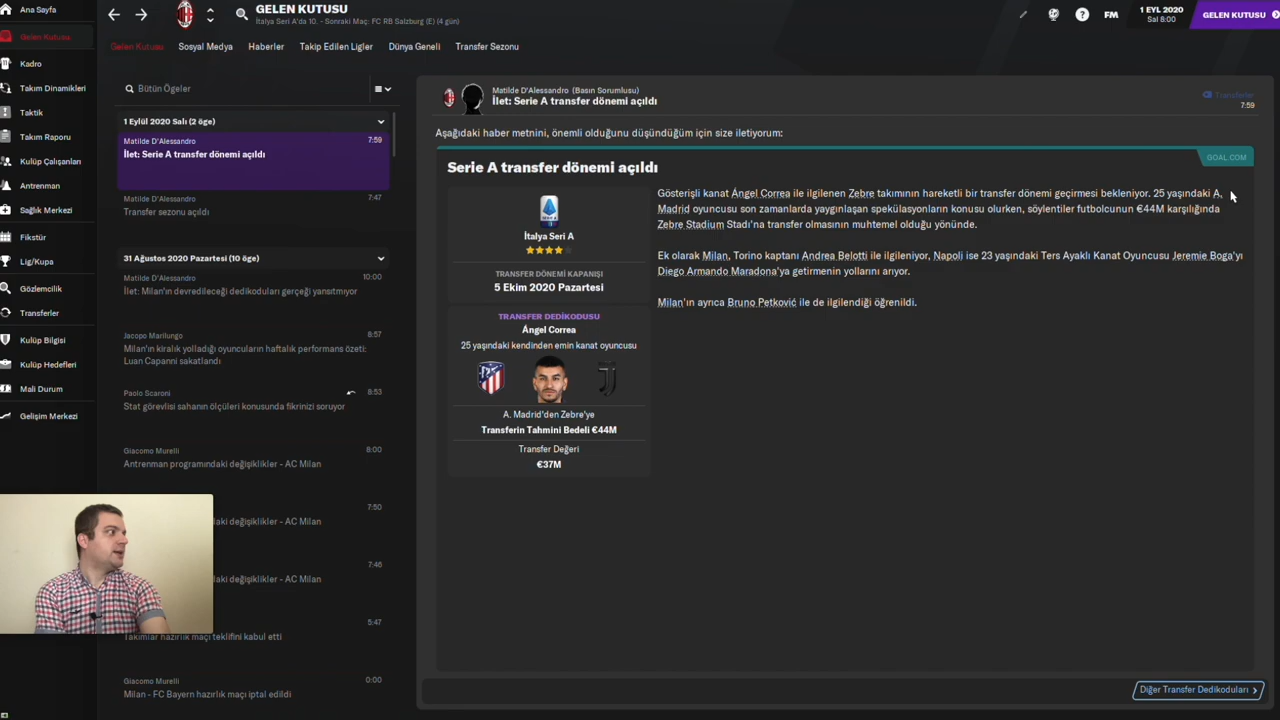 Ana Sayfa
Gelen Kutusu
Kadro
Takım Dinamikleri
Taktik
Takım Raporu
Kulüp Çalışanları
Antrenman
Sağlık Merkezi
Fikstür
Lig/Kupa
Gözlemcilik
Transferler
Kulüp Bilgisi
Kulüp Hedefleri
Mali Durum
Gelişim Merkezi
GELEN KUTUSU
İtalya Seri A'da 10. - Sonraki Maç: FC RB Salzburg (E) (4 gün)
FM
1 EYL 2020
Sal 8:00
GELEN KUTUSU
Gelen Kutusu
Sosyal Medya
Haberler
Takip Edilen Ligler
Dünya Geneli
Transfer Sezonu
Bütün Ögeler
1 Eylül 2020 Salı (2 öge)
Matilde D'Alessandro 7:59
İlet: Serie A transfer dönemi açıldı
Matilde D'Alessandro 7:47
Transfer sezonu açıldı
31 Ağustos 2020 Pazartesi (10 öge)
Matilde D'Alessandro 10:00
İlet: Milan'ın devredileceği dedikoduları gerçeği yansıtmıyor
Jacopo Marilungo 8:57
Milan'ın kiralık yolladığı oyuncuların haftalık performans özeti:
Luan Capanni sakatlandı
Paolo Scaroni 8:53
Stat görevlisi sahanın ölçüleri konusunda fikrinizi soruyor
Giacomo Murelli 8:00
Antrenman programındaki değişiklikler - AC Milan
7:50
daki değişiklikler - AC Milan
7:46
daki değişiklikler - AC Milan
5:47
Takımlar hazırlık maçı teklifini kabul etti
Giacomo Murelli 0:00
Milan - FC Bayern hazırlık maçı iptal edildi
Matilde D'Alessandro (Basın Sorumlusu)
İlet: Serie A transfer dönemi açıldı
Transferler
7:59
Aşağıdaki haber metnini, önemli olduğunu düşündüğüm için size iletiyorum:
Serie A transfer dönemi açıldı
GOAL.COM
İtalya Seri A
TRANSFER DÖNEMİ KAPANIŞI
5 Ekim 2020 Pazartesi
TRANSFER DEDİKODUSU
Ángel Correa
25 yaşındaki kendinden emin kanat oyuncusu
A. Madrid'den Zebre'ye
Transferin Tahmini Bedeli €44M
Transfer Değeri
€37M
Gösterişli kanat Ángel Correa ile ilgilenen Zebre takımının hareketli bir transfer dönemi geçirmesi bekleniyor. 25 yaşındaki A.
Madrid oyuncusu son zamanlarda yaygınlaşan spekülasyonların konusu olurken, söylentiler futbolcunun €44M karşılığında
Zebre Stadium Stadı'na transfer olmasının muhtemel olduğu yönünde.
Ek olarak Milan, Torino kaptanı Andrea Belotti ile ilgileniyor, Napoli ise 23 yaşındaki Ters Ayaklı Kanat Oyuncusu Jeremie Boga'yı
Diego Armando Maradona'ya getirmenin yollarını arıyor.
Milan'ın ayrıca Bruno Petković ile de ilgilendiği öğrenildi.
Diğer Transfer Dedikoduları